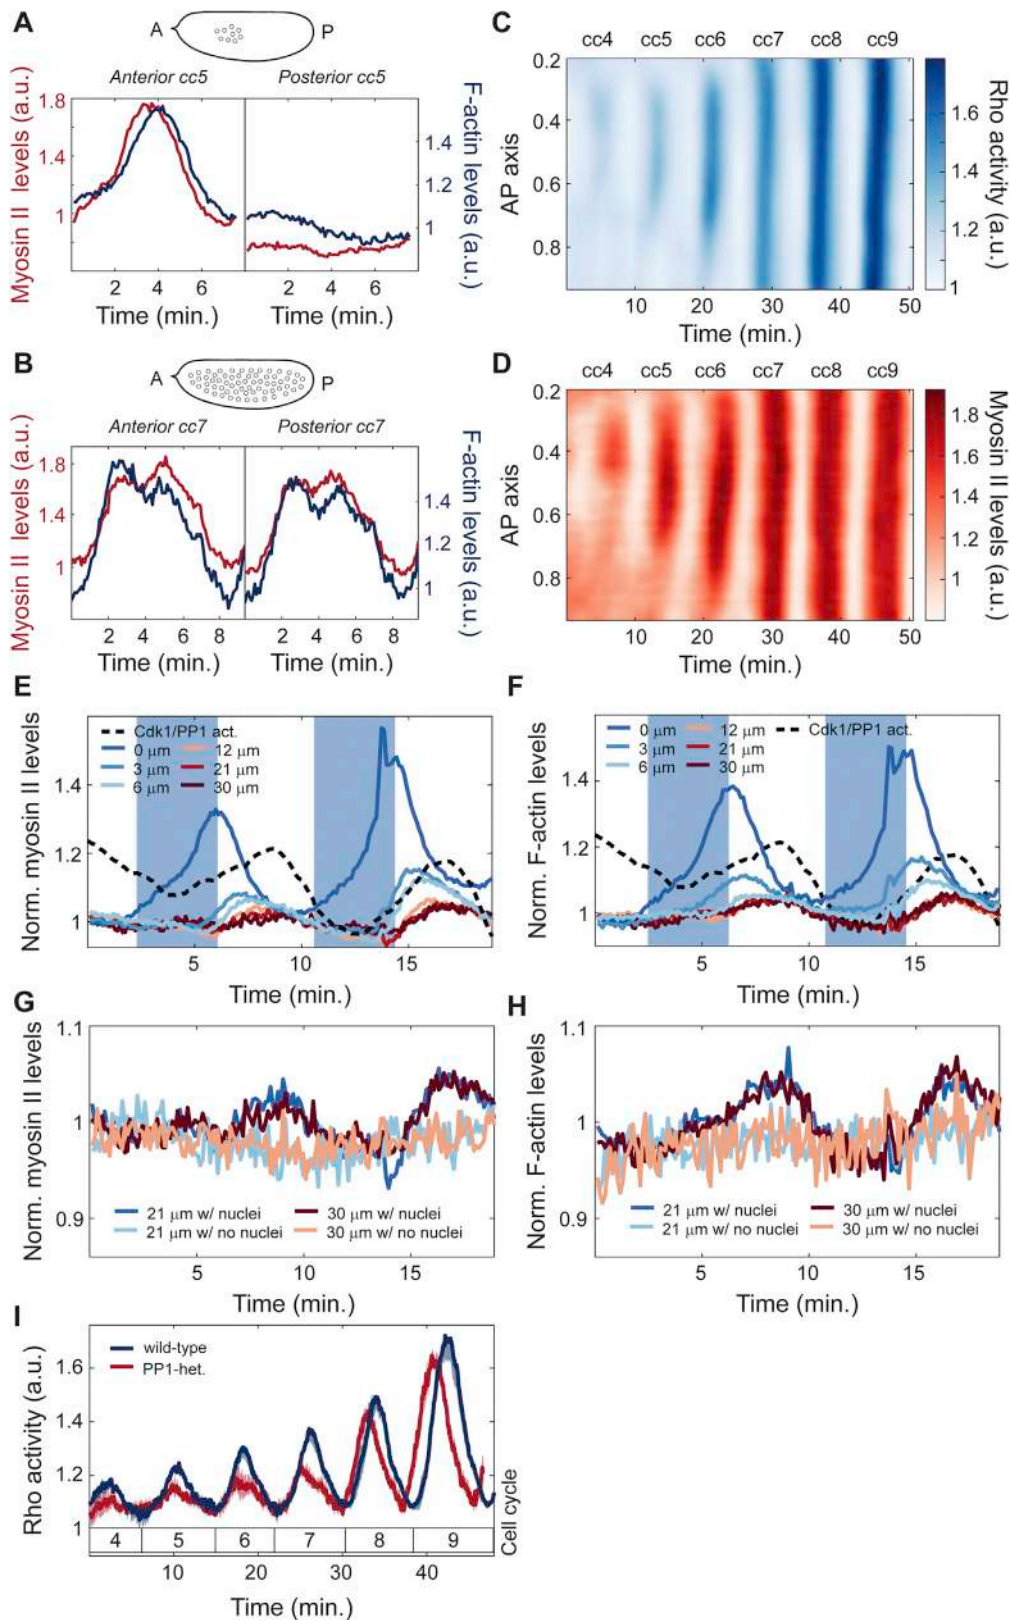 A
A P
Anterior cc5 Posterior cc5
Myosin II levels (a.u.)
1.8
1.4
1
F-actin levels (a.u.)
1.4
1.2
1
2 4 6 2 4 6
Time (min.) Time (min.)
C
cc4 cc5 cc6 cc7 cc8 cc9
AP axis
0.2
0.4
0.6
0.8
10 20 30 40 50
Time (min.)
Rho activity (a.u.)
1.6
1.4
1.2
1
B
A P
Anterior cc7 Posterior cc7
Myosin II levels (a.u.)
1.8
1.4
1
F-actin levels (a.u.)
1.4
1.2
1
2 4 6 8 2 4 6 8
Time (min.) Time (min.)
D
cc4 cc5 cc6 cc7 cc8 cc9
AP axis
0.2
0.4
0.6
0.8
10 20 30 40 50
Time (min.)
Myosin II levels (a.u.)
1.8
1.6
1.4
1.2
1
E
Norm. myosin II levels
1.4
1.2
1
Cdk1/PP1 act.
0 µm 12 µm
3 µm 21 µm
6 µm 30 µm
5 10 15
Time (min.)
F
Norm. F-actin levels
1.4
1.2
1
0 µm 12 µm Cdk1/PP1 act.
3 µm 21 µm
6 µm 30 µm
5 10 15
Time (min.)
G
Norm. myosin II levels
1.1
1
0.9
21 µm w/ nuclei 30 µm w/ nuclei
21 µm w/ no nuclei 30 µm w/ no nuclei
5 10 15
Time (min.)
H
Norm. F-actin levels
1.1
1
0.9
21 µm w/ nuclei 30 µm w/ nuclei
21 µm w/ no nuclei 30 µm w/ no nuclei
5 10 15
Time (min.)
I
Rho activity (a.u.)
1.6
1.4
1.2
1
wild-type
PP1-het.
4 5 6 7 8 9
Cell cycle
10 20 30 40
Time (min.)